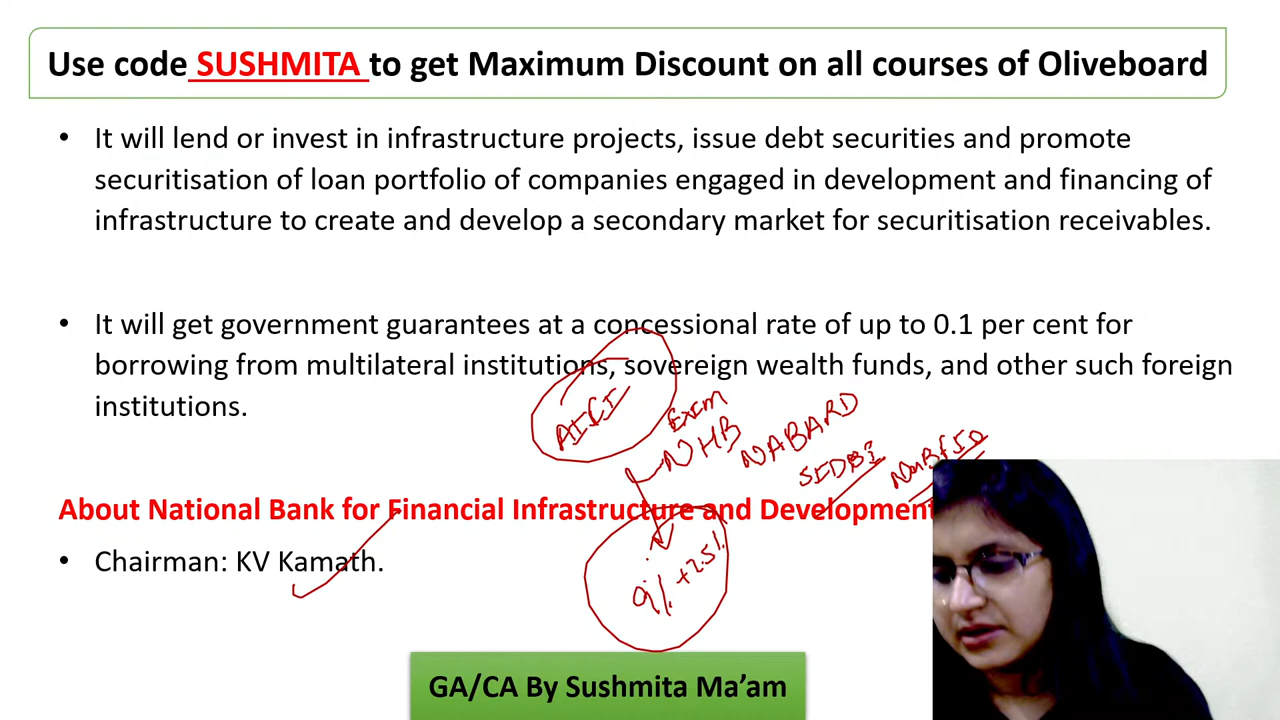 Use code SUSHMITA to get Maximum Discount on all courses of Oliveboard
• It will lend or invest in infrastructure projects, issue debt securities and promote
securitisation of loan portfolio of companies engaged in development and financing of
infrastructure to create and develop a secondary market for securitisation receivables.
• It will get government guarantees at a concessional rate of up to 0.1 per cent for
borrowing from multilateral institutions, sovereign wealth funds, and other such foreign
institutions.
AIFI
Exim
NHB
NABARD
SIDBI
About National Bank for Financial Infrastructure and Development
• Chairman: KV Kamath.
9% + 2.5%
GA/CA By Sushmita Ma’am